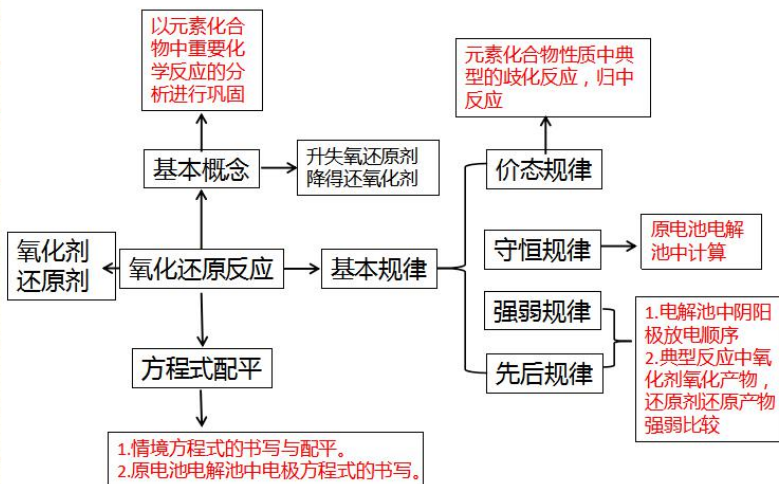 以元素化合
物中重要化
学反应的分
析进行巩固
元素化合物性质中典
型的歧化反应，归中
反应
基本概念
升失氧还原剂
降得还氧化剂
价态规律
氧化剂
还原剂
氧化还原反应
基本规律
守恒规律
原电池电解
池中计算
强弱规律
先后规律
1.电解池中阴阳
极放电顺序
2.典型反应中氧
化剂氧化产物，
还原剂还原产物
强弱比较
方程式配平
1.情境方程式的书写与配平。
2.原电池电解池中电极方程式的书写。